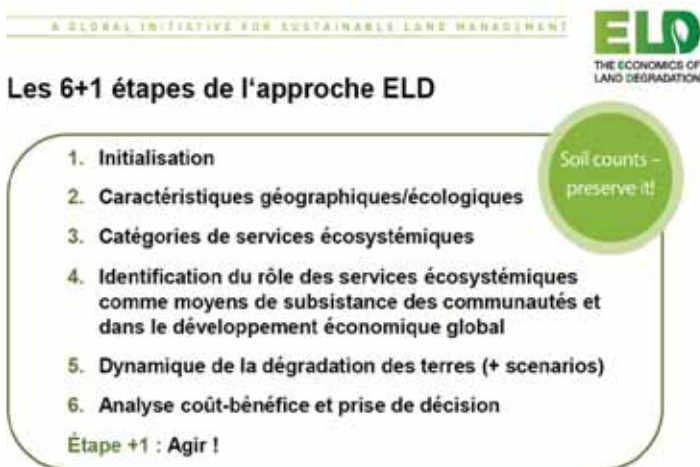 A GLOBAL INITIATIVE FOR SUSTAINABLE LAND MANAGEMENT
ELD
THE ECONOMICS OF
LAND DEGRADATION
Les 6+1 étapes de l'approche ELD
Soil counts –
preserve it!
1. Initialisation
2. Caractéristiques géographiques/écologiques
3. Catégories de services écosystémiques
4. Identification du rôle des services écosystémiques
comme moyens de subsistance des communautés et
dans le développement économique global
5. Dynamique de la dégradation des terres (+ scenarios)
6. Analyse coût-bénéfice et prise de décision
Étape +1 : Agir !